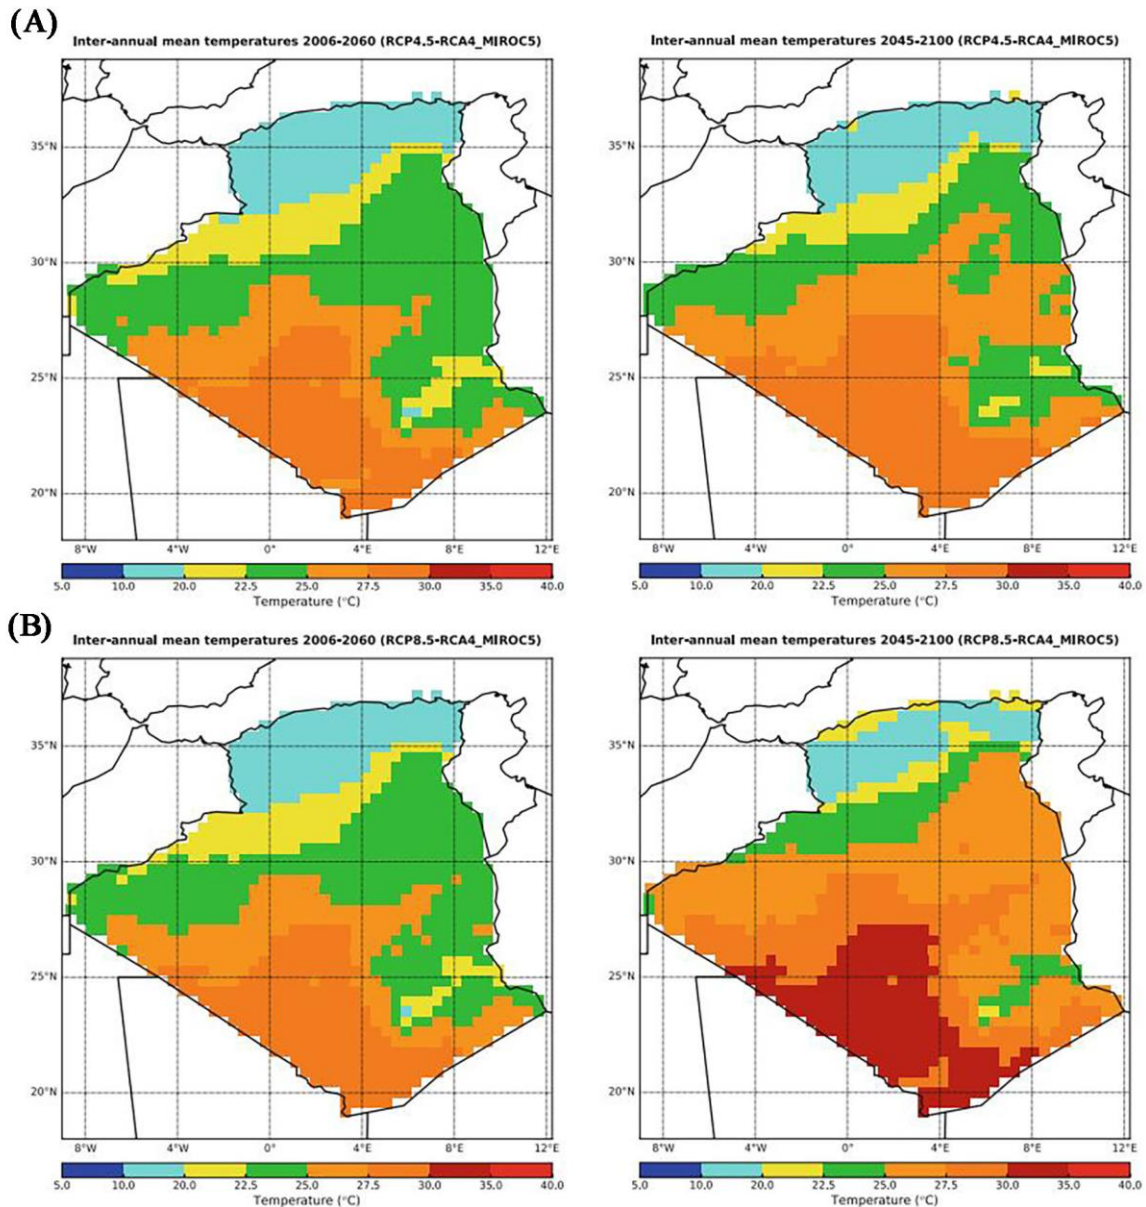 (A)
Inter-annual mean temperatures 2006-2060 (RCP4.5-RCA4_MIROC5)
35°N
30°N
25°N
20°N
8°W 4°W 0° 4°E 8°E 12°E
5.0 10.0 20.0 22.5 25.0 27.5 30.0 35.0 40.0
Temperature (°C)
Inter-annual mean temperatures 2045-2100 (RCP4.5-RCA4_MIROC5)
35°N
30°N
25°N
20°N
8°W 4°W 0° 4°E 8°E 12°E
5.0 10.0 20.0 22.5 25.0 27.5 30.0 35.0 40.0
Temperature (°C)
(B)
Inter-annual mean temperatures 2006-2060 (RCP8.5-RCA4_MIROC5)
35°N
30°N
25°N
20°N
8°W 4°W 0° 4°E 8°E 12°E
5.0 10.0 20.0 22.5 25.0 27.5 30.0 35.0 40.0
Temperature (°C)
Inter-annual mean temperatures 2045-2100 (RCP8.5-RCA4_MIROC5)
35°N
30°N
25°N
20°N
8°W 4°W 0° 4°E 8°E 12°E
5.0 10.0 20.0 22.5 25.0 27.5 30.0 35.0 40.0
Temperature (°C)